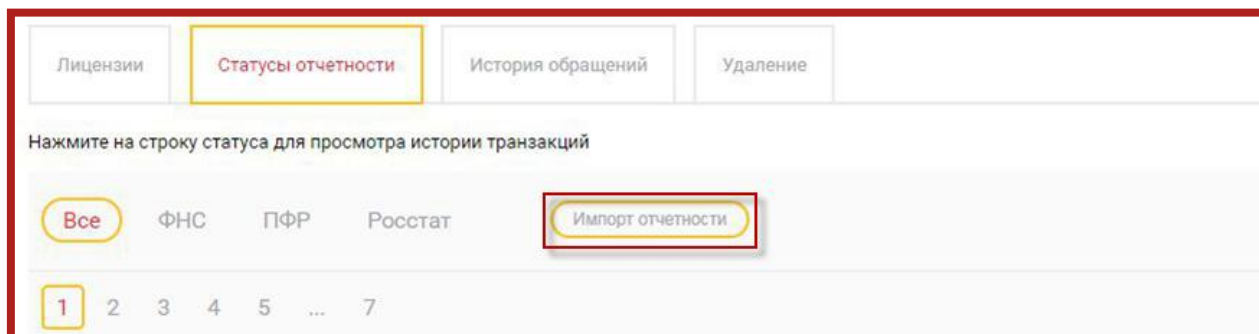 Лицензии Статусы отчетности История обращений Удаление
Нажмите на строку статуса для просмотра истории транзакций
Все ФНС ПФР Росстат Импорт отчетности
1 2 3 4 5 ... 7